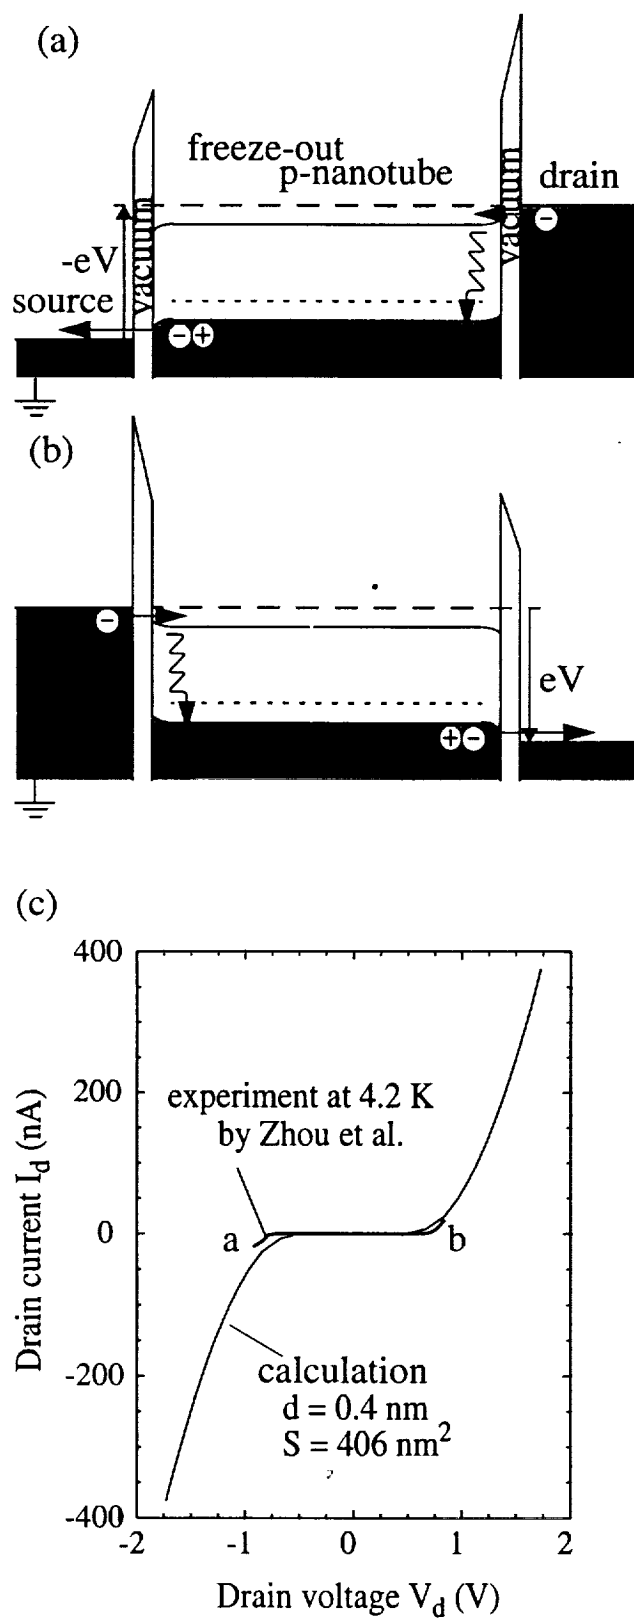 (a)
freeze-out
p-nanotube
vacuum
vacuum
drain
−
-eV
source
− +
(b)
−
eV
+ −
(c)
400
200
0
-200
-400
Drain current I_d (nA)
experiment at 4.2 K
by Zhou et al.
a
b
calculation
d = 0.4 nm
S = 406 nm²
-2
-1
0
1
2
Drain voltage V_d (V)